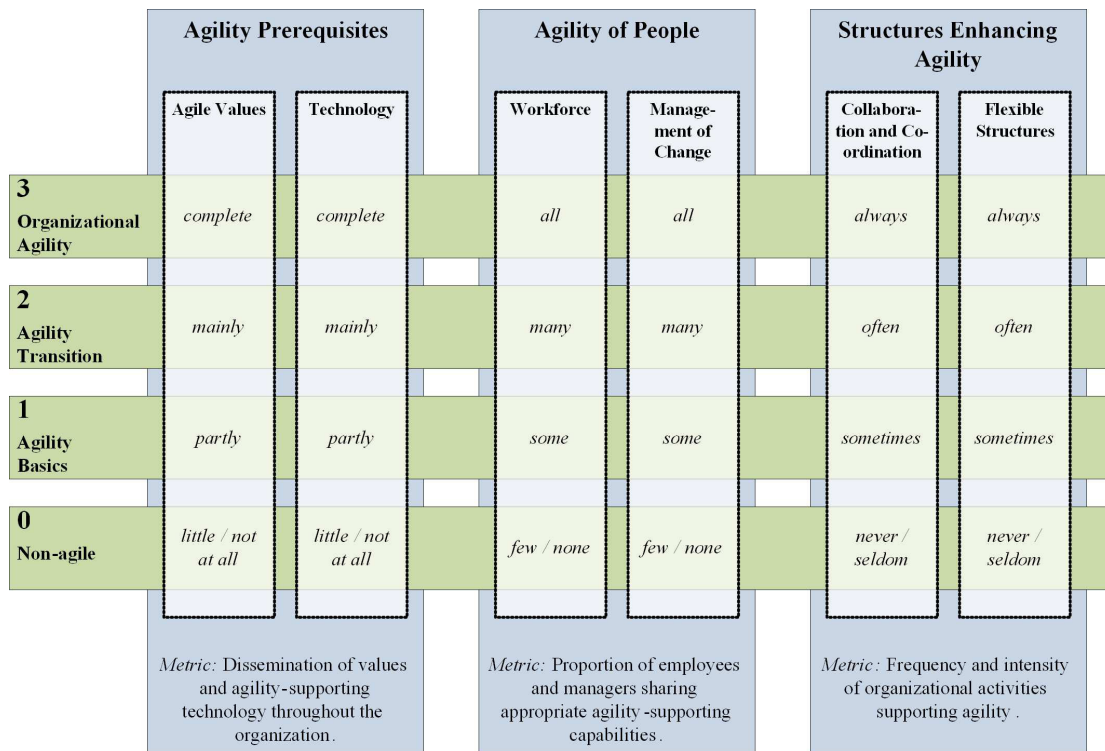 Agility Prerequisites
Agility of People
Structures Enhancing
Agility
Agile Values
Technology
Workforce
Manage-
ment of
Change
Collabora-
tion and Co-
ordination
Flexible
Structures
3
Organizational
Agility
complete
complete
all
all
always
always
2
Agility
Transition
mainly
mainly
many
many
often
often
1
Agility
Basics
partly
partly
some
some
sometimes
sometimes
0
Non-agile
little / not
at all
little / not
at all
few / none
few / none
never /
seldom
never /
seldom
Metric: Dissemination of values
and agility-supporting
technology throughout the
organization.
Metric: Proportion of employees
and managers sharing
appropriate agility-supporting
capabilities.
Metric: Frequency and intensity
of organizational activities
supporting agility.